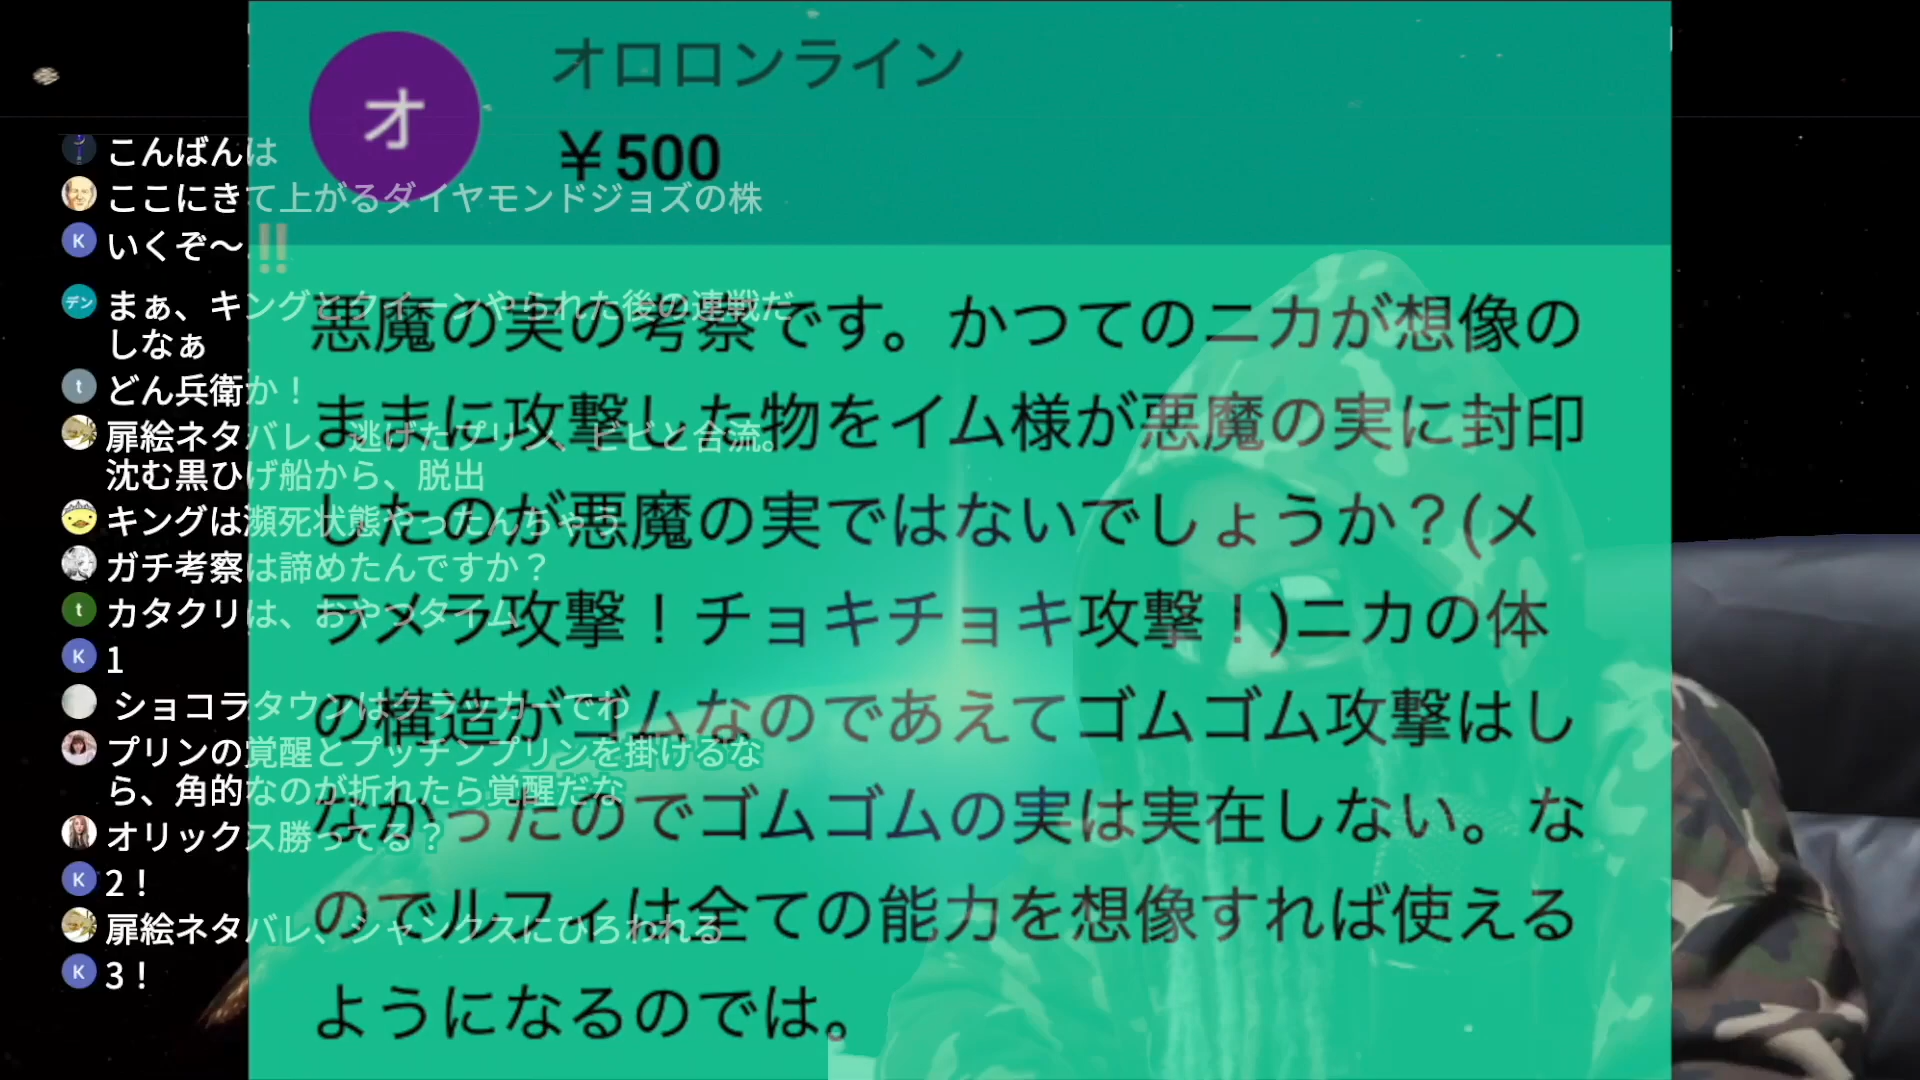 オ
オロロンライン
￥500
悪魔の実の考察です。かつてのニカが想像の
ままに攻撃した物をイム様が悪魔の実に封印
したのが悪魔の実ではないでしょうか？(メ
ラメラ攻撃！チョキチョキ攻撃！)ニカの体
の構造がゴムなのであえてゴムゴム攻撃はし
なかったのでゴムゴムの実は実在しない。な
のでルフィは全ての能力を想像すれば使える
ようになるのでは。
こんばんは
ここにきて上がるダイヤモンドジョズの株
K
いくぞ〜‼
デン
まぁ、キングとクイーンやられた後の連戦だ
しなぁ
t
どん兵衛か！
扉絵ネタバレ、逃げたプリン、ビビと合流。
沈む黒ひげ船から、脱出
キングは瀕死状態やったんちゃう
ガチ考察は諦めたんですか？
t
カタクリは、おやつタイム
K
1
ショコラタウンはクラッカーでわ
プリンの覚醒とプッチンプリンを掛けるな
ら、角的なのが折れたら覚醒だな
オリックス勝ってる？
K
2！
扉絵ネタバレ、シャンクスにひろわれる
K
3！